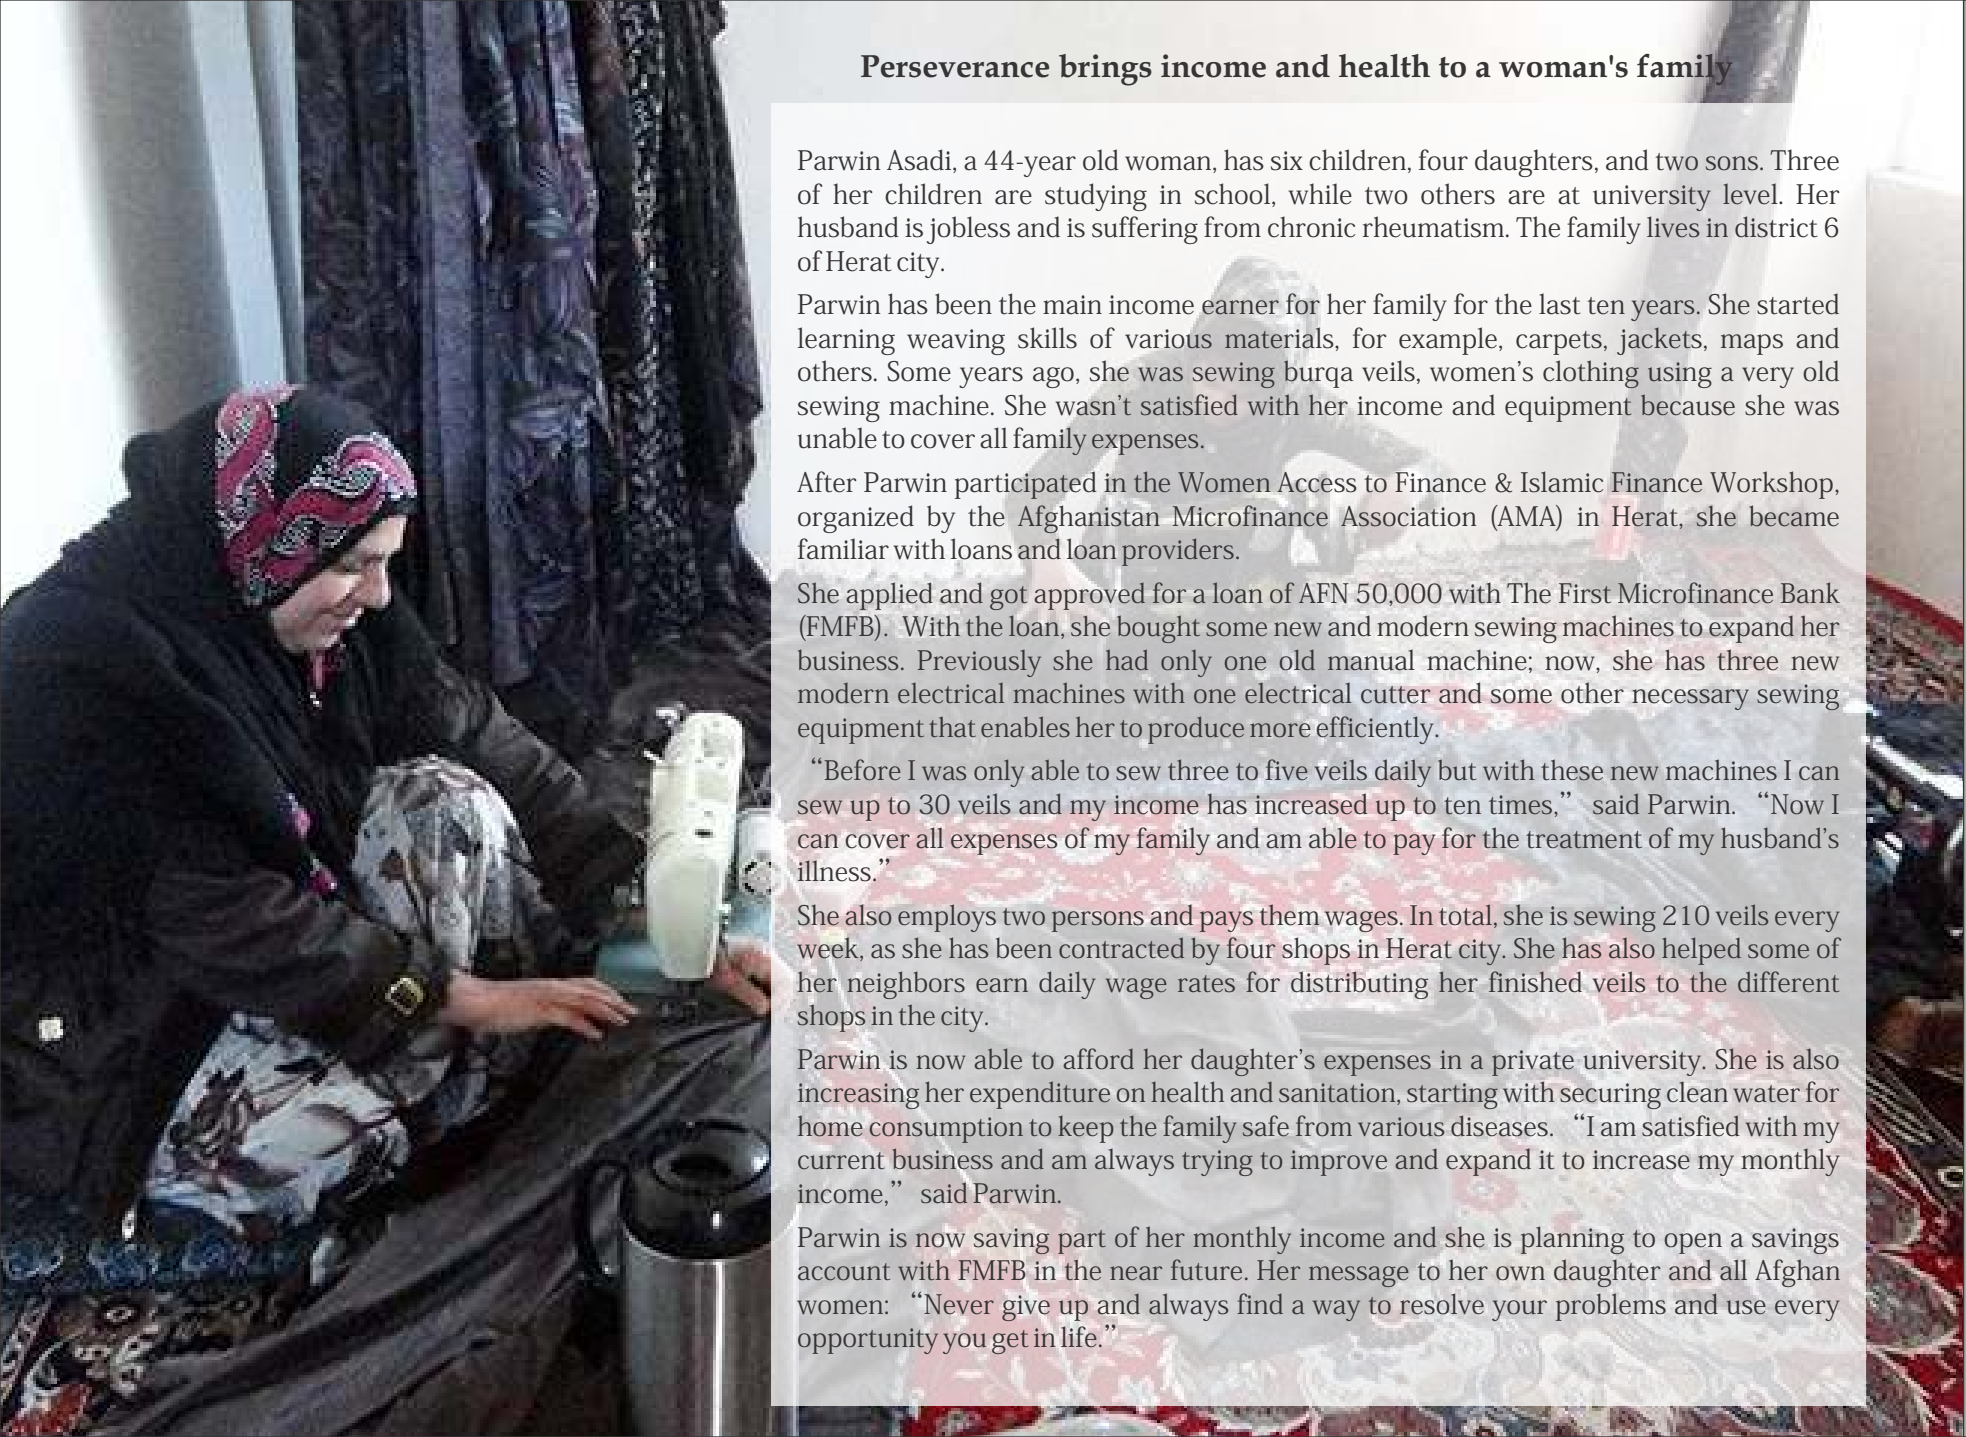 Perseverance brings income and health to a woman's family
Parwin Asadi, a 44-year old woman, has six children, four daughters, and two sons. Three
of her children are studying in school, while two others are at university level. Her
husband is jobless and is suffering from chronic rheumatism. The family lives in district 6
of Herat city.
Parwin has been the main income earner for her family for the last ten years. She started
learning weaving skills of various materials, for example, carpets, jackets, maps and
others. Some years ago, she was sewing burqa veils, women’s clothing using a very old
sewing machine. She wasn’t satisfied with her income and equipment because she was
unable to cover all family expenses.
After Parwin participated in the Women Access to Finance & Islamic Finance Workshop,
organized by the Afghanistan Microfinance Association (AMA) in Herat, she became
familiar with loans and loan providers.
She applied and got approved for a loan of AFN 50,000 with The First Microfinance Bank
(FMFB).  With the loan, she bought some new and modern sewing machines to expand her
business. Previously she had only one old manual machine; now, she has three new
modern electrical machines with one electrical cutter and some other necessary sewing
equipment that enables her to produce more efficiently.
“Before I was only able to sew three to five veils daily but with these new machines I can
sew up to 30 veils and my income has increased up to ten times,” said Parwin. “Now I
can cover all expenses of my family and am able to pay for the treatment of my husband’s
illness.”
She also employs two persons and pays them wages. In total, she is sewing 210 veils every
week, as she has been contracted by four shops in Herat city. She has also helped some of
her neighbors earn daily wage rates for distributing her finished veils to the different
shops in the city.
Parwin is now able to afford her daughter’s expenses in a private university. She is also
increasing her expenditure on health and sanitation, starting with securing clean water for
home consumption to keep the family safe from various diseases. “I am satisfied with my
current business and am always trying to improve and expand it to increase my monthly
income,” said Parwin.
Parwin is now saving part of her monthly income and she is planning to open a savings
account with FMFB in the near future. Her message to her own daughter and all Afghan
women: “Never give up and always find a way to resolve your problems and use every
opportunity you get in life.”